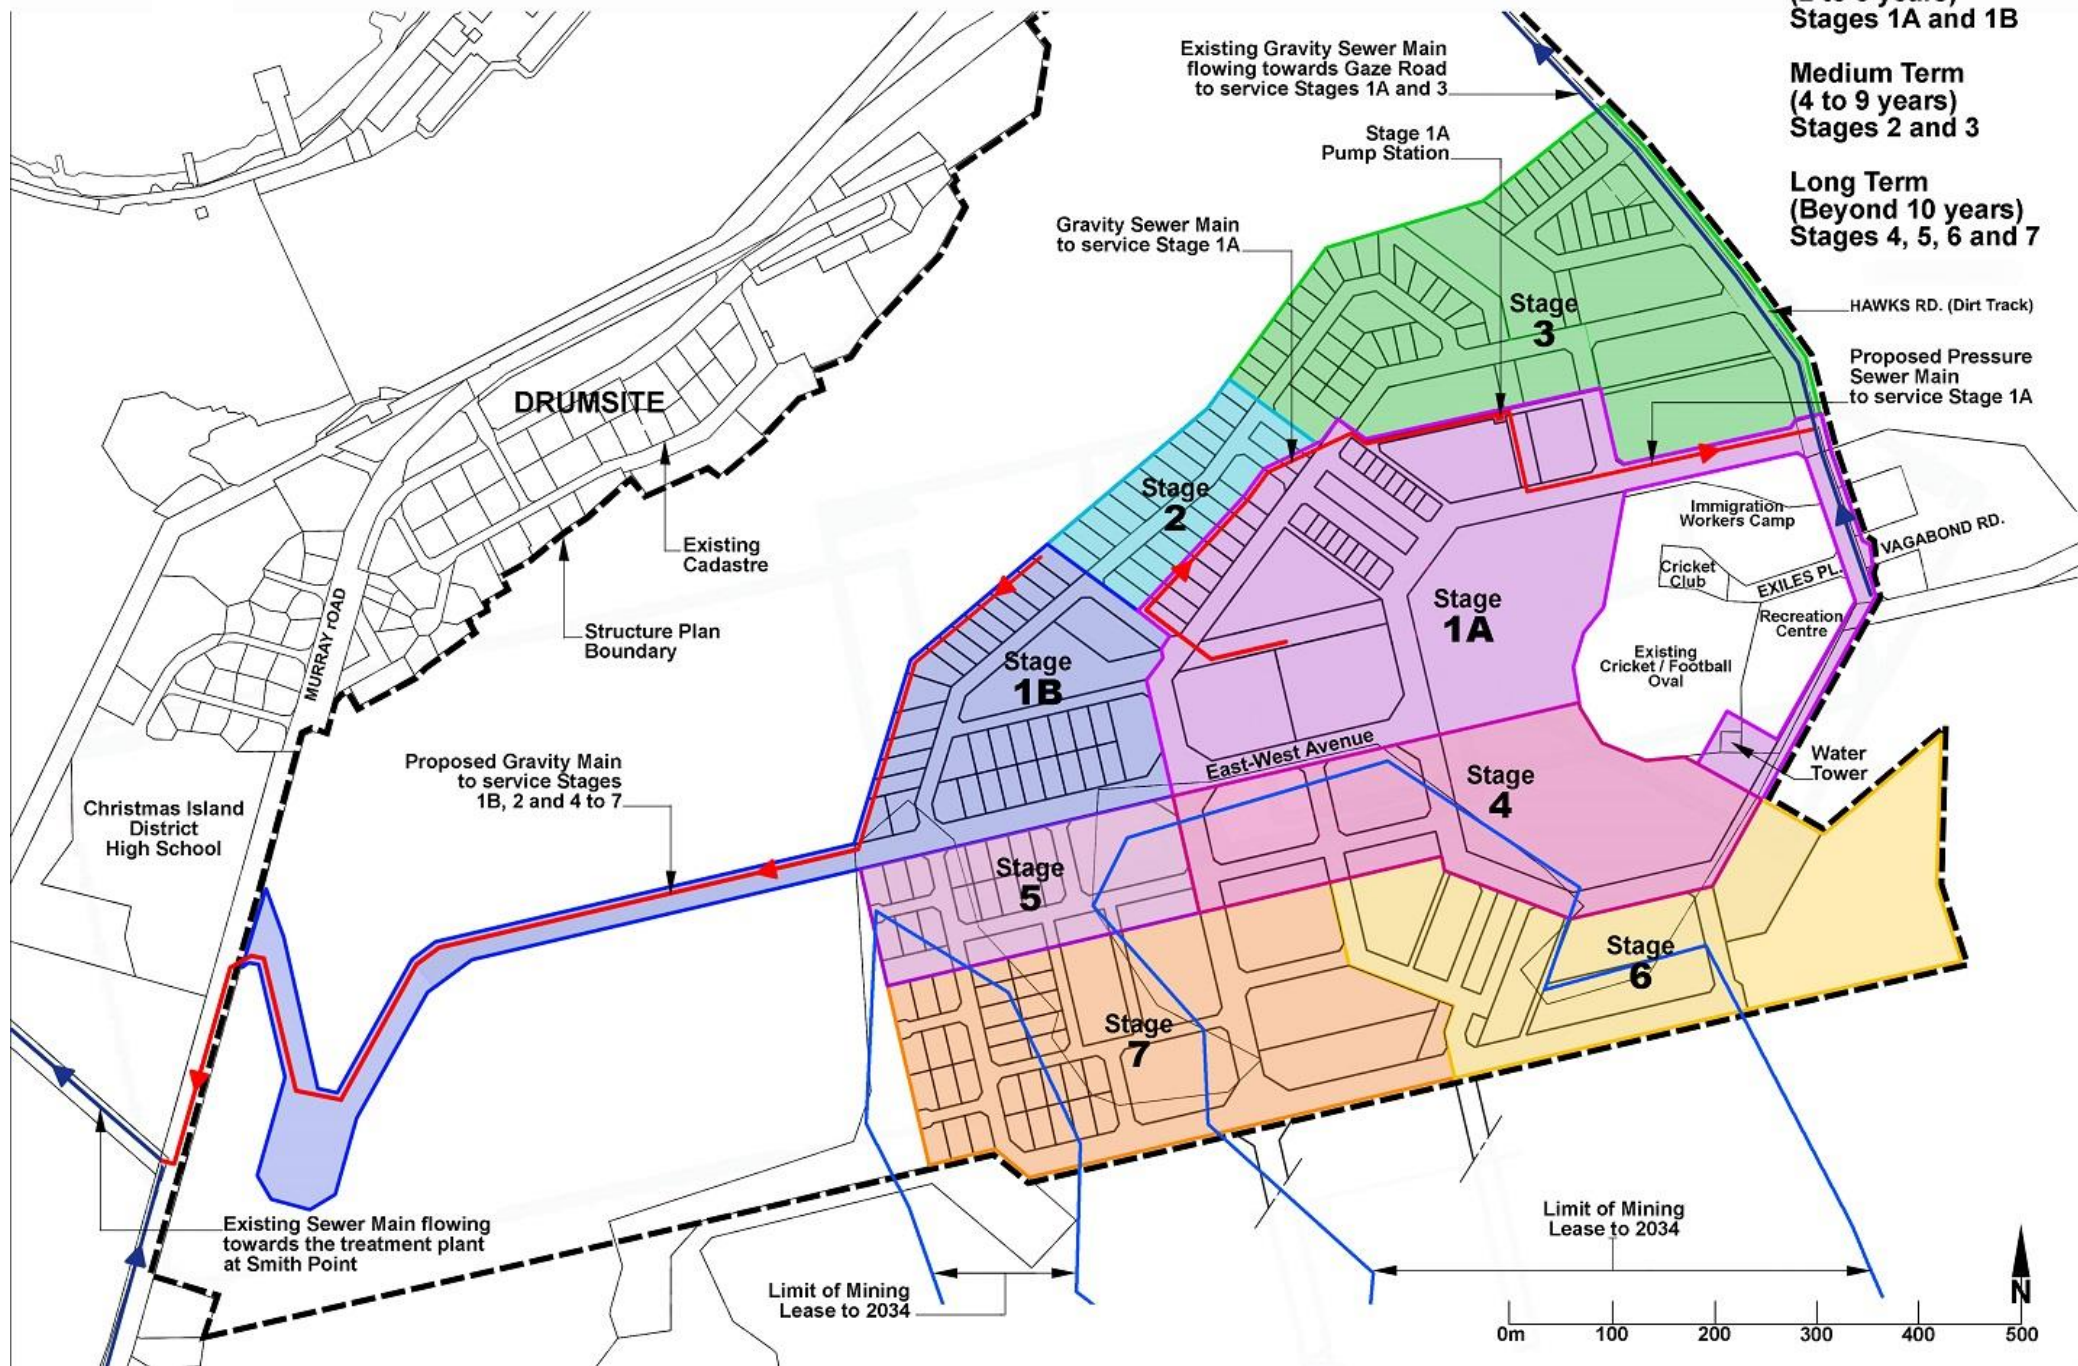 Stages 1A and 1B
Medium Term
(4 to 9 years)
Stages 2 and 3
Long Term
(Beyond 10 years)
Stages 4, 5, 6 and 7
Existing Gravity Sewer Main
flowing towards Gaze Road
to service Stages 1A and 3
Stage 1A
Pump Station
Gravity Sewer Main
to service Stage 1A
HAWKS RD. (Dirt Track)
Proposed Pressure
Sewer Main
to service Stage 1A
Stage
3
DRUMSITE
Stage
2
Existing
Cadastre
Structure Plan
Boundary
MURRAY rOAD
Immigration
Workers Camp
VAGABOND RD.
Cricket
Club
EXILES PL.
Recreation
Centre
Existing
Cricket / Football
Oval
Stage
1A
Stage
1B
East-West Avenue
Water
Tower
Stage
4
Proposed Gravity Main
to service Stages
1B, 2 and 4 to 7
Christmas Island
District
High School
Stage
5
Stage
6
Stage
7
Existing Sewer Main flowing
towards the treatment plant
at Smith Point
Limit of Mining
Lease to 2034
Limit of Mining
Lease to 2034
N
0m 100 200 300 400 500